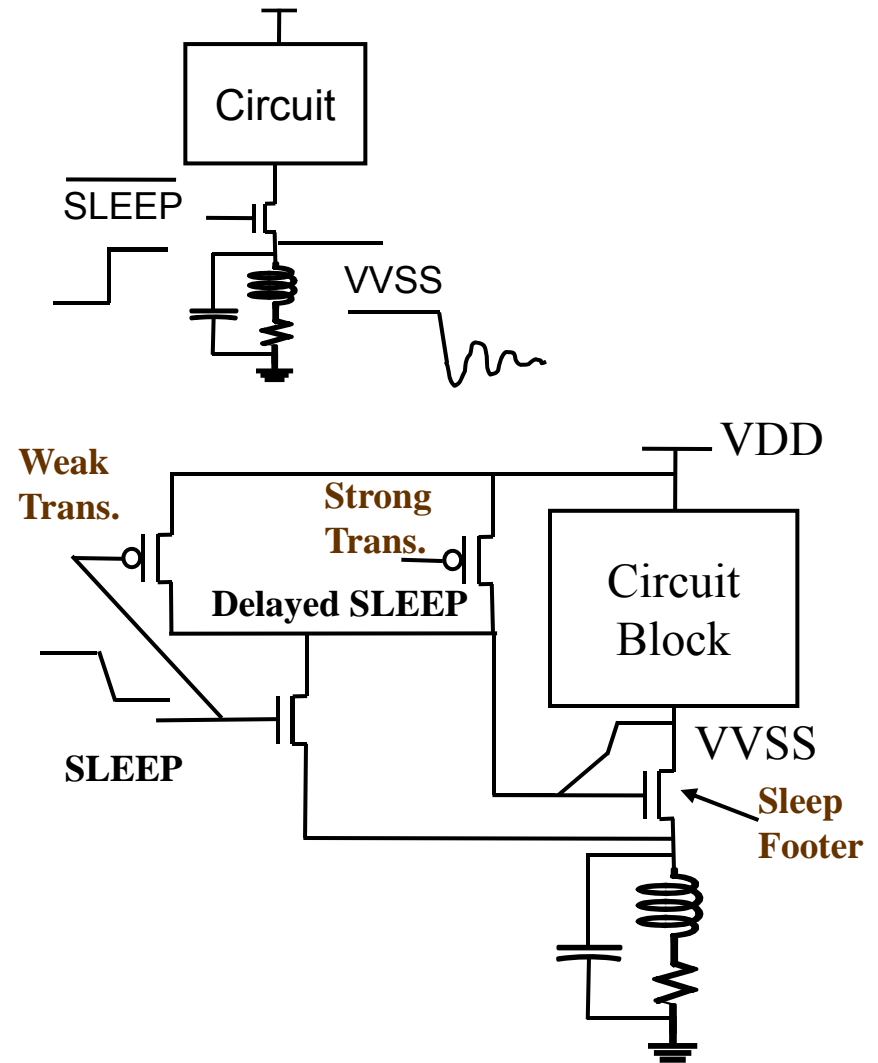 Circuit
SLEEP
VVSS
VDD
Weak
Trans.
Strong
Trans.
Delayed SLEEP
Circuit
Block
SLEEP
VVSS
Sleep
Footer